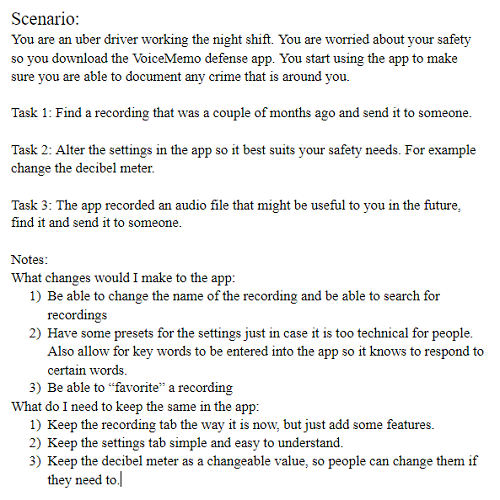 Scenario:
You are an uber driver working the night shift. You are worried about your safety
so you download the VoiceMemo defense app. You start using the app to make
sure you are able to document any crime that is around you.
Task 1: Find a recording that was a couple of months ago and send it to someone.
Task 2: Alter the settings in the app so it best suits your safety needs. For example
change the decibel meter.
Task 3: The app recorded an audio file that might be useful to you in the future,
find it and send it to someone.
Notes:
What changes would I make to the app:
1) Be able to change the name of the recording and be able to search for
recordings
2) Have some presets for the settings just in case it is too technical for people.
Also allow for key words to be entered into the app so it knows to respond to
certain words.
3) Be able to “favorite” a recording
What do I need to keep the same in the app:
1) Keep the recording tab the way it is now, but just add some features.
2) Keep the settings tab simple and easy to understand.
3) Keep the decibel meter as a changeable value, so people can change them if
they need to.